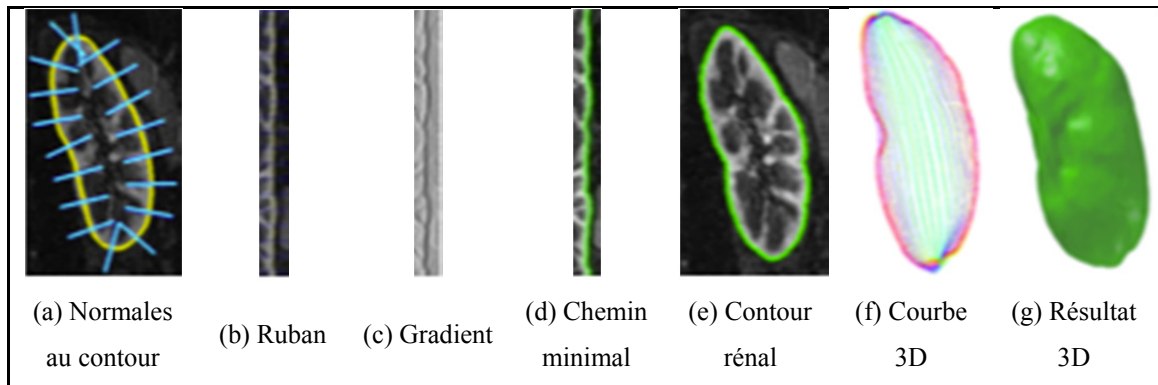 (a) Normales
au contour
(b) Ruban
(c) Gradient
(d) Chemin
minimal
(e) Contour
rénal
(f) Courbe
3D
(g) Résultat
3D